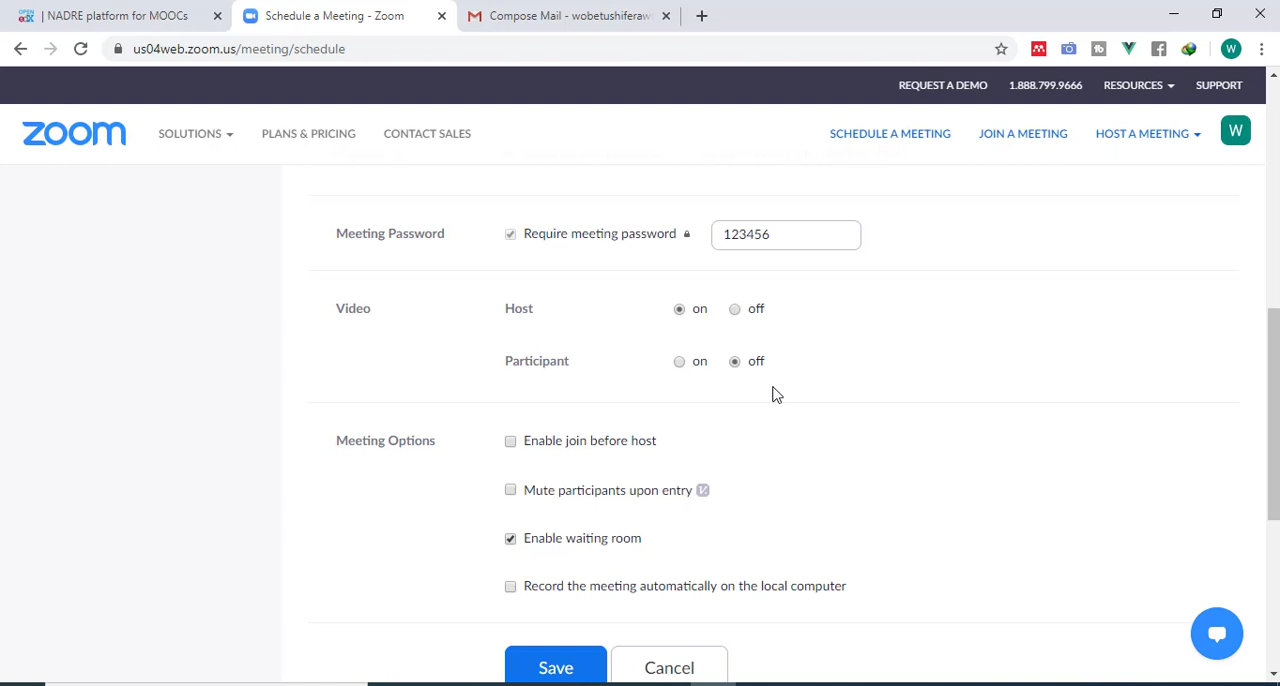 | NADRE platform for MOOCs
Schedule a Meeting - Zoom
Compose Mail - wobetushiferaw
us04web.zoom.us/meeting/schedule
W
REQUEST A DEMO 1.888.799.9666 RESOURCES SUPPORT
zoom SOLUTIONS PLANS & PRICING CONTACT SALES SCHEDULE A MEETING JOIN A MEETING HOST A MEETING W
Meeting Password Require meeting password 123456
Video Host on off
Participant on off
Meeting Options Enable join before host
Mute participants upon entry
Enable waiting room
Record the meeting automatically on the local computer
Save Cancel